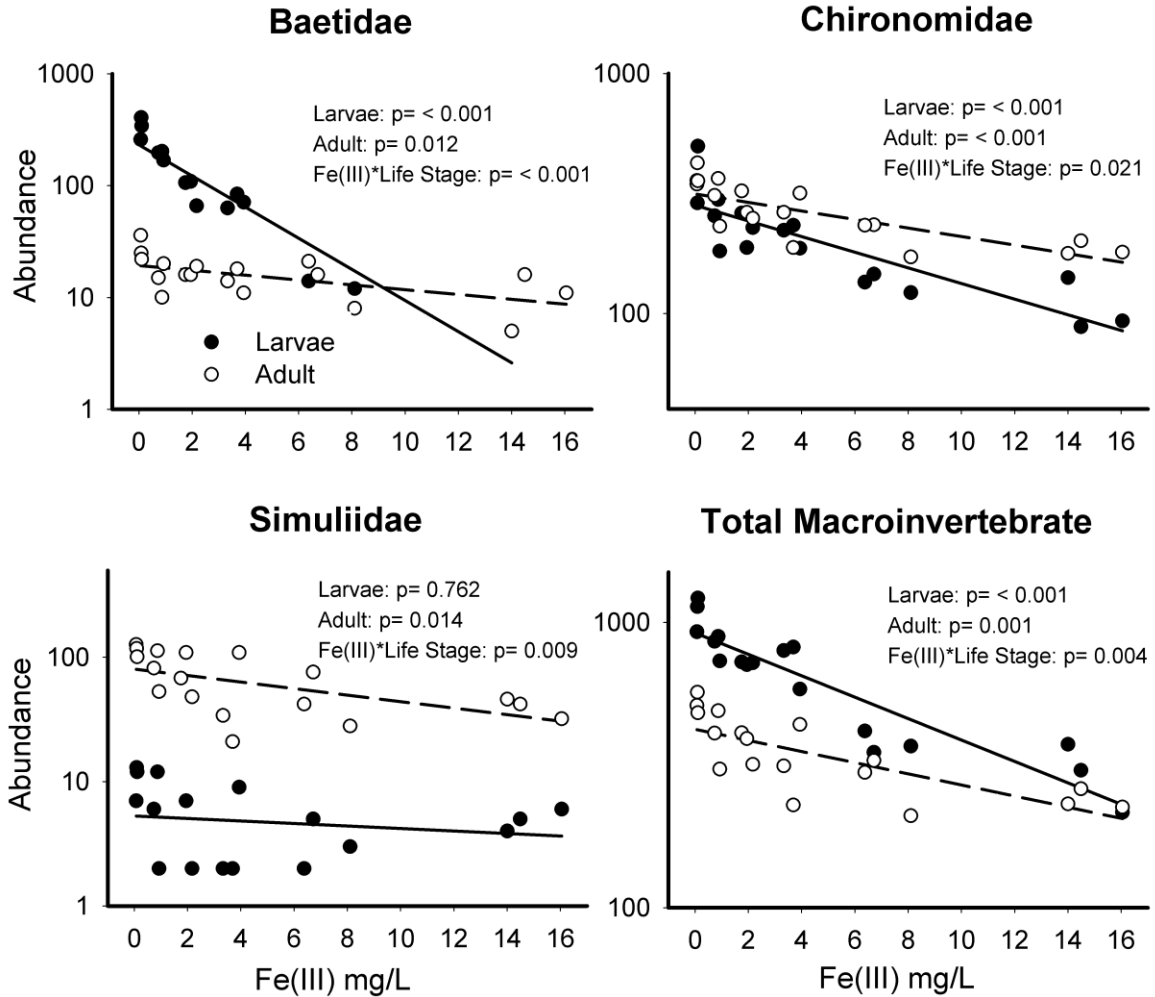 Baetidae
1000
100
10
1
Abundance
Larvae: p= < 0.001
Adult: p= 0.012
Fe(III)*Life Stage: p= < 0.001
Larvae
Adult
0 2 4 6 8 10 12 14 16
Chironomidae
1000
100
Larvae: p= < 0.001
Adult: p= < 0.001
Fe(III)*Life Stage: p= 0.021
0 2 4 6 8 10 12 14 16
Simuliidae
100
10
1
Abundance
Larvae: p= 0.762
Adult: p= 0.014
Fe(III)*Life Stage: p= 0.009
0 2 4 6 8 10 12 14 16
Fe(III) mg/L
Total Macroinvertebrate
1000
100
Larvae: p= < 0.001
Adult: p= 0.001
Fe(III)*Life Stage: p= 0.004
0 2 4 6 8 10 12 14 16
Fe(III) mg/L